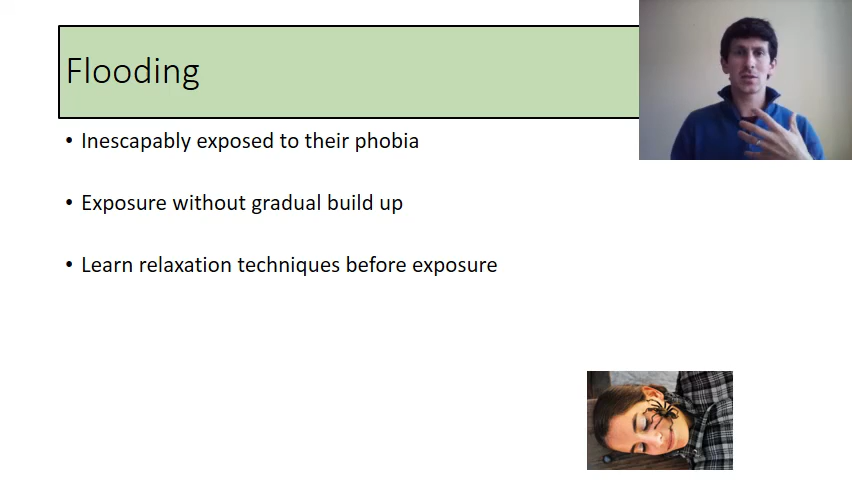 Flooding
• Inescapably exposed to their phobia
• Exposure without gradual build up
• Learn relaxation techniques before exposure